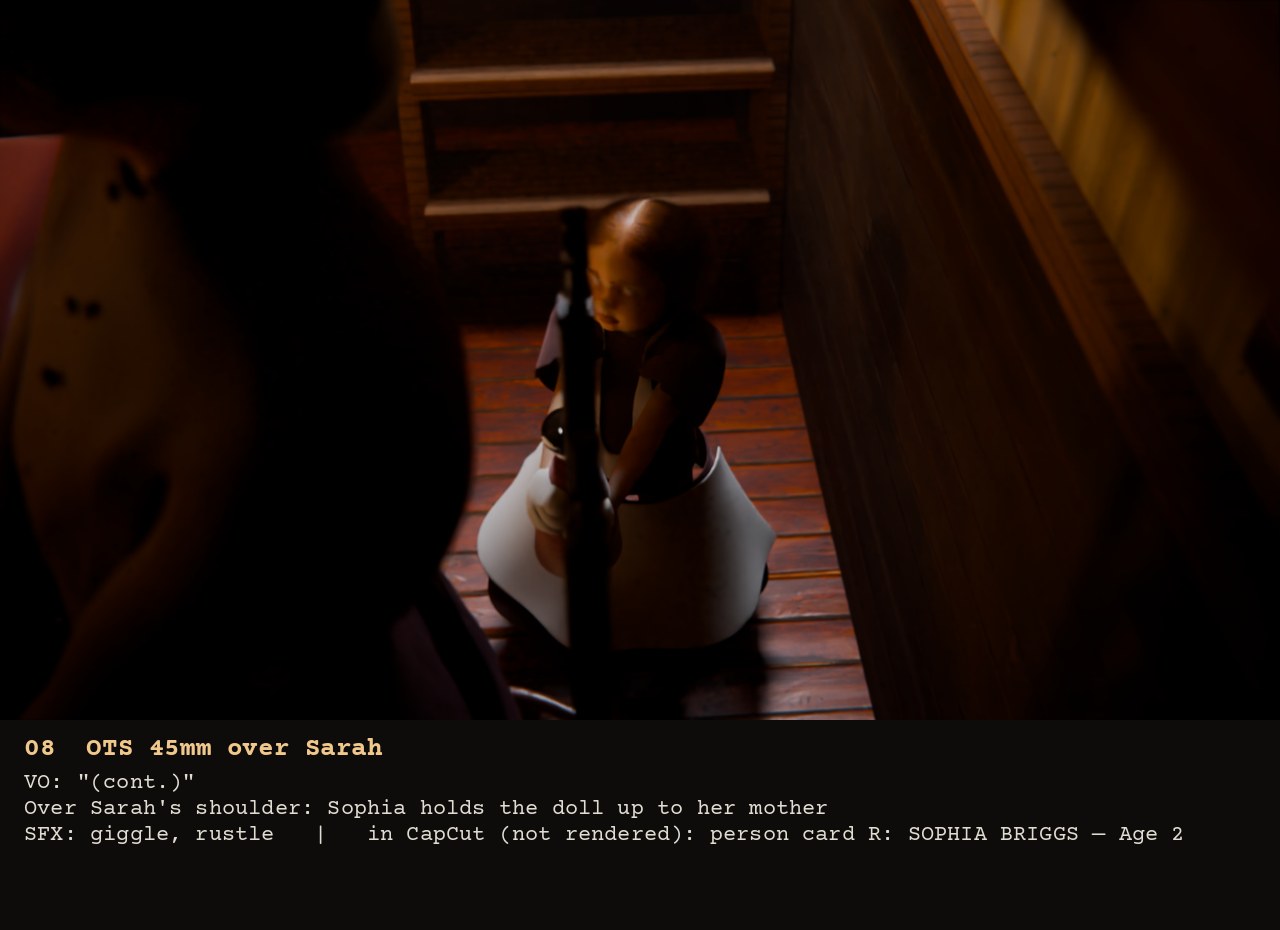 08  OTS 45mm over Sarah
VO: "(cont.)"
Over Sarah's shoulder: Sophia holds the doll up to her mother
SFX: giggle, rustle   |   in CapCut (not rendered): person card R: SOPHIA BRIGGS — Age 2